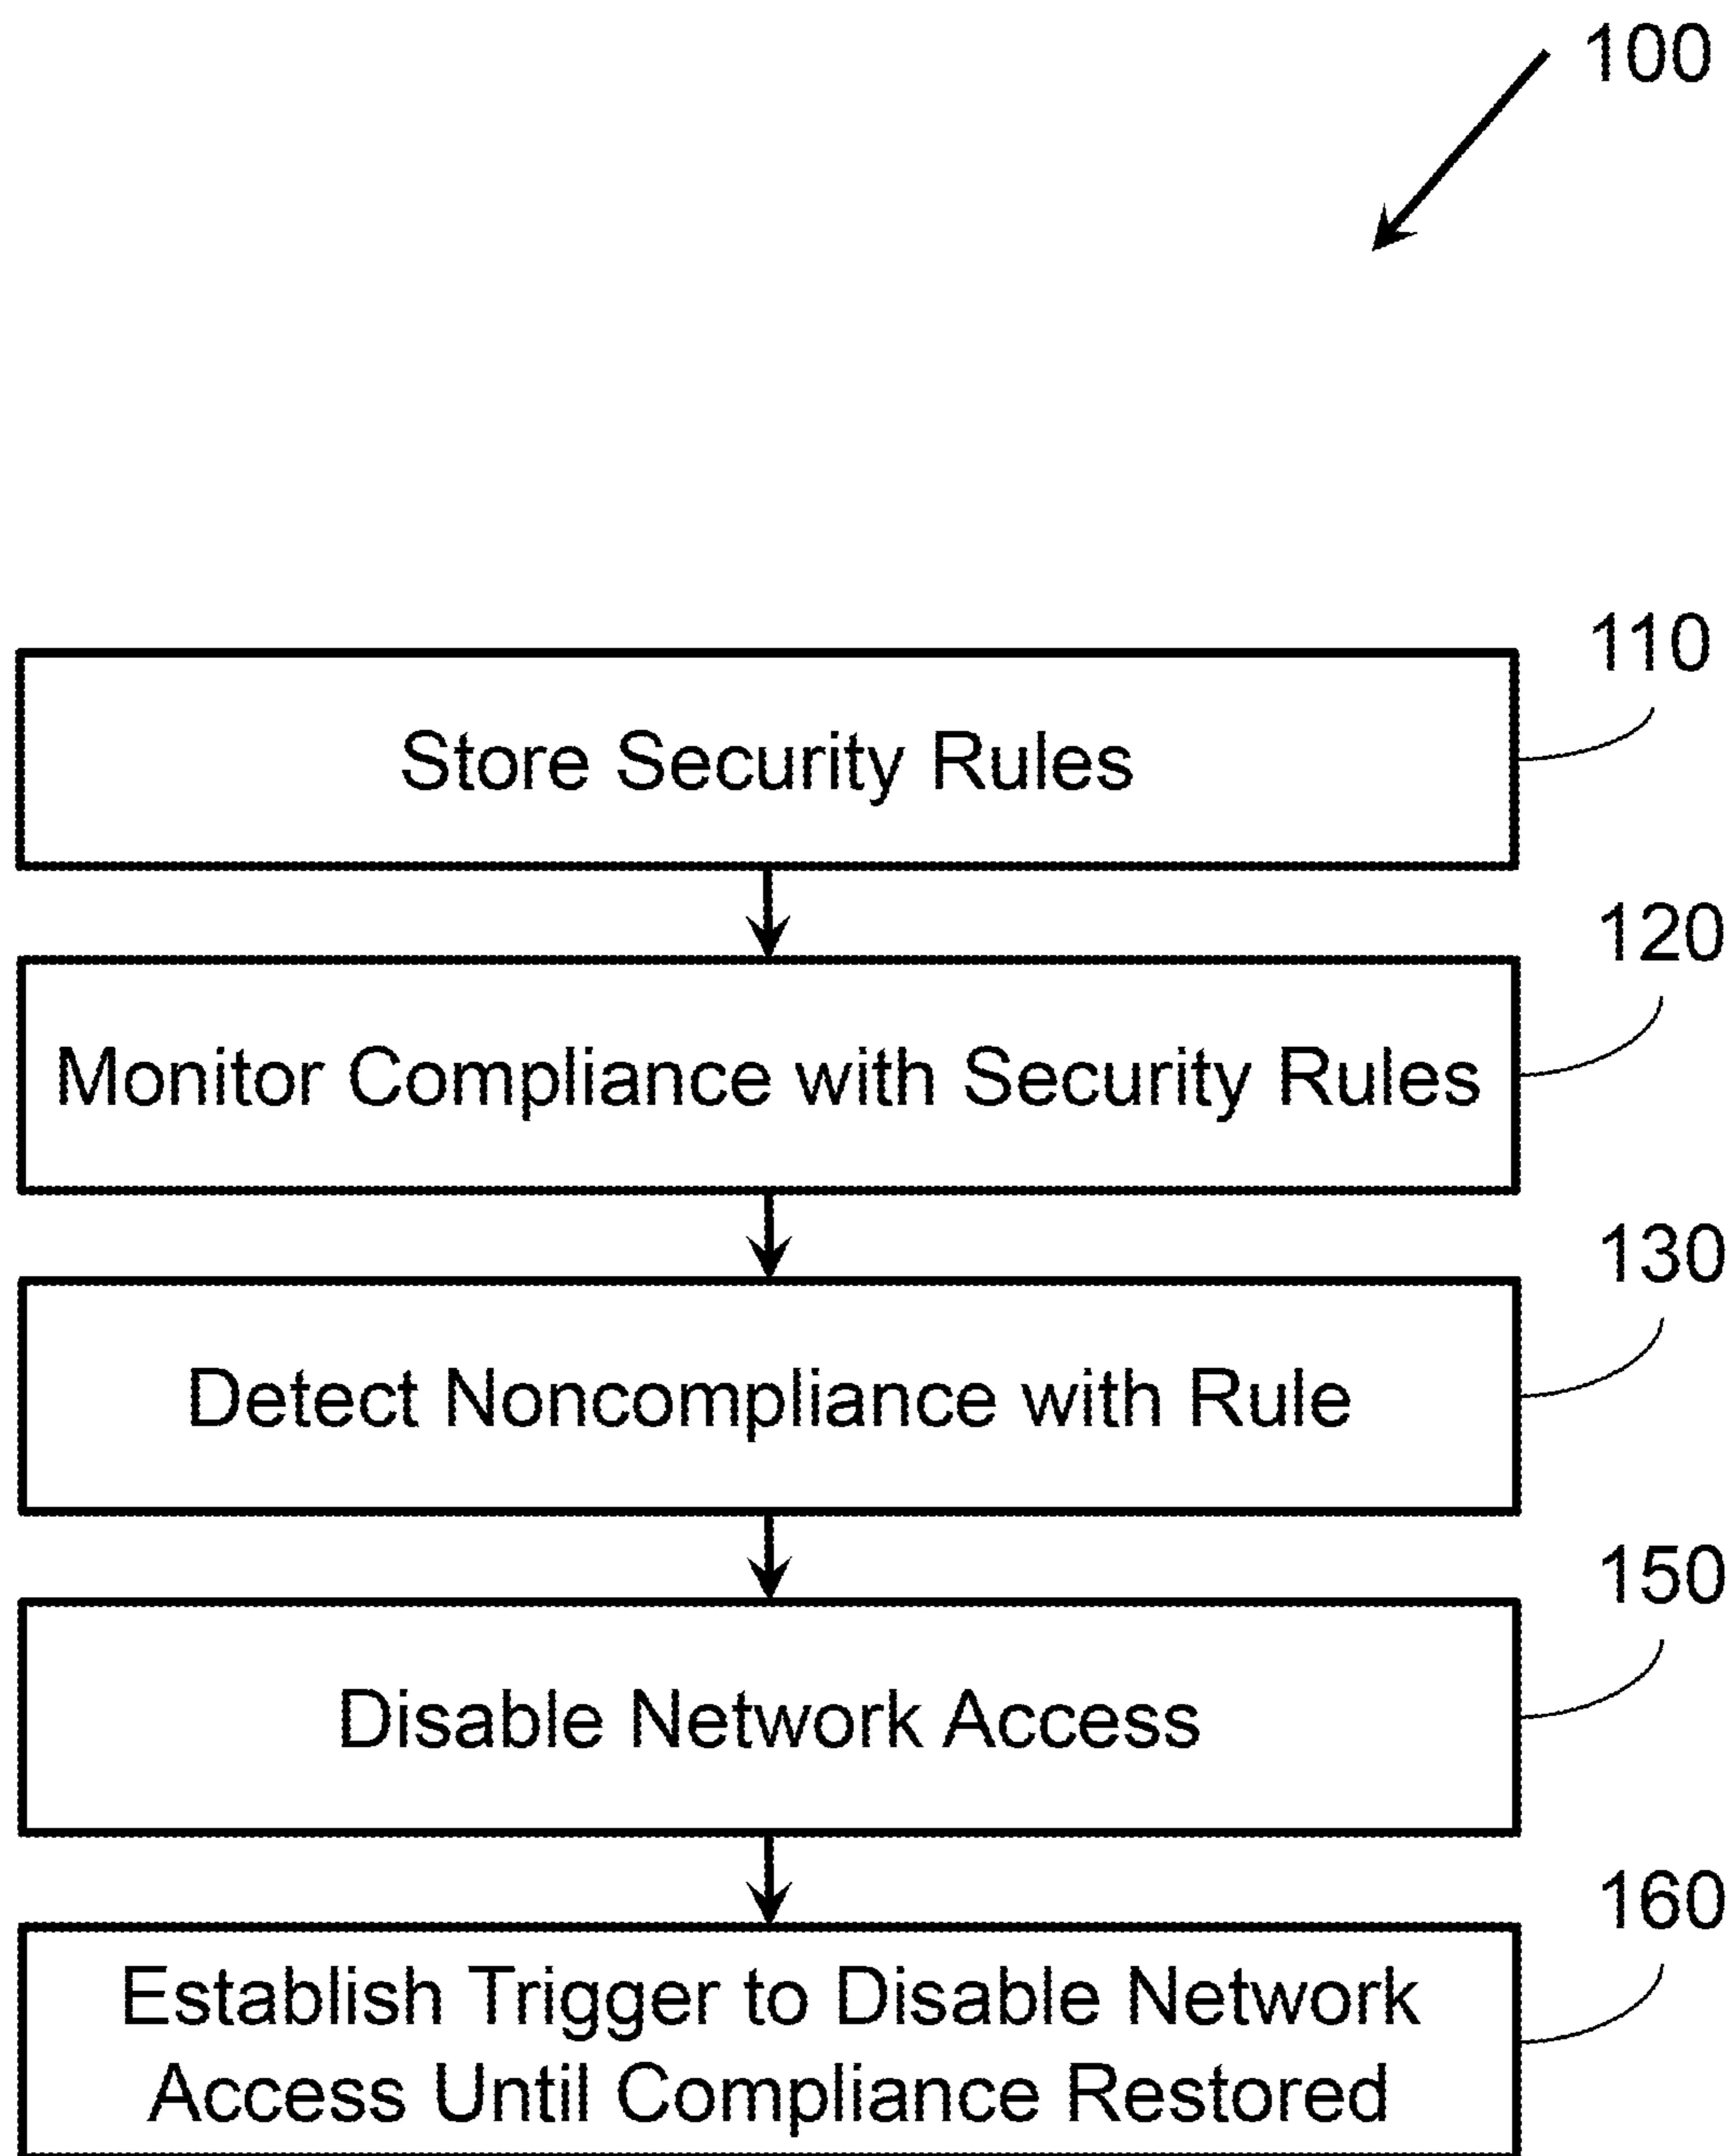 100
110
Store Security Rules
120
Monitor Compliance with Security Rules
130
Detect Noncompliance with Rule
150
Disable Network Access
160
Establish Trigger to Disable Network
Access Until Compliance Restored